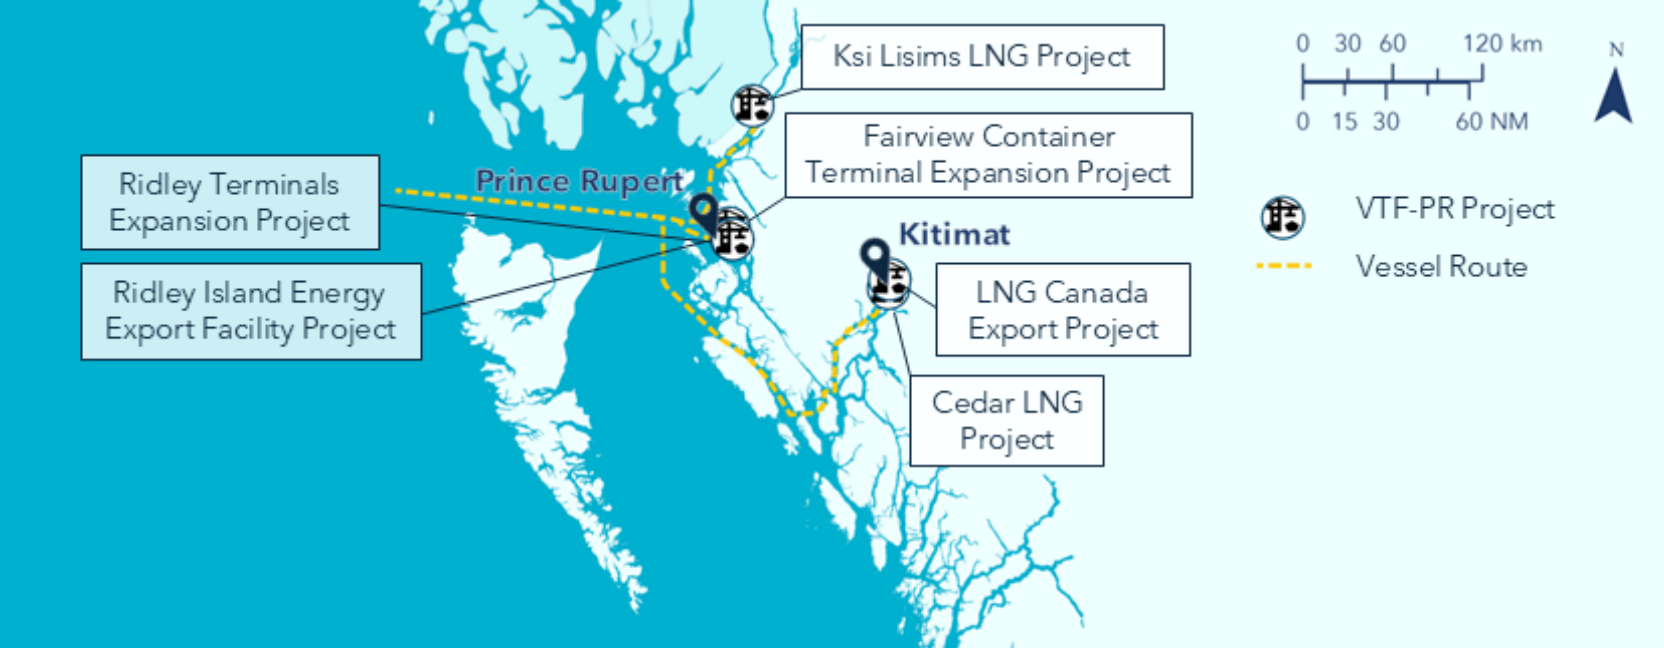 Ksi Lisims LNG Project
0 30 60 120 km
0 15 30 60 NM
N
Fairview Container
Terminal Expansion Project
Prince Rupert
Ridley Terminals
Expansion Project
VTF-PR Project
Vessel Route
Kitimat
Ridley Island Energy
Export Facility Project
LNG Canada
Export Project
Cedar LNG
Project